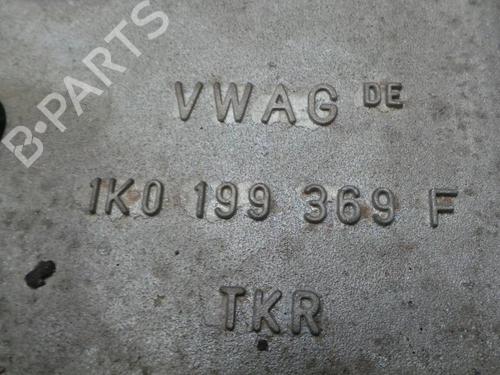 B·PARTS
VWAG DE
1K0 199 369 F
TKR